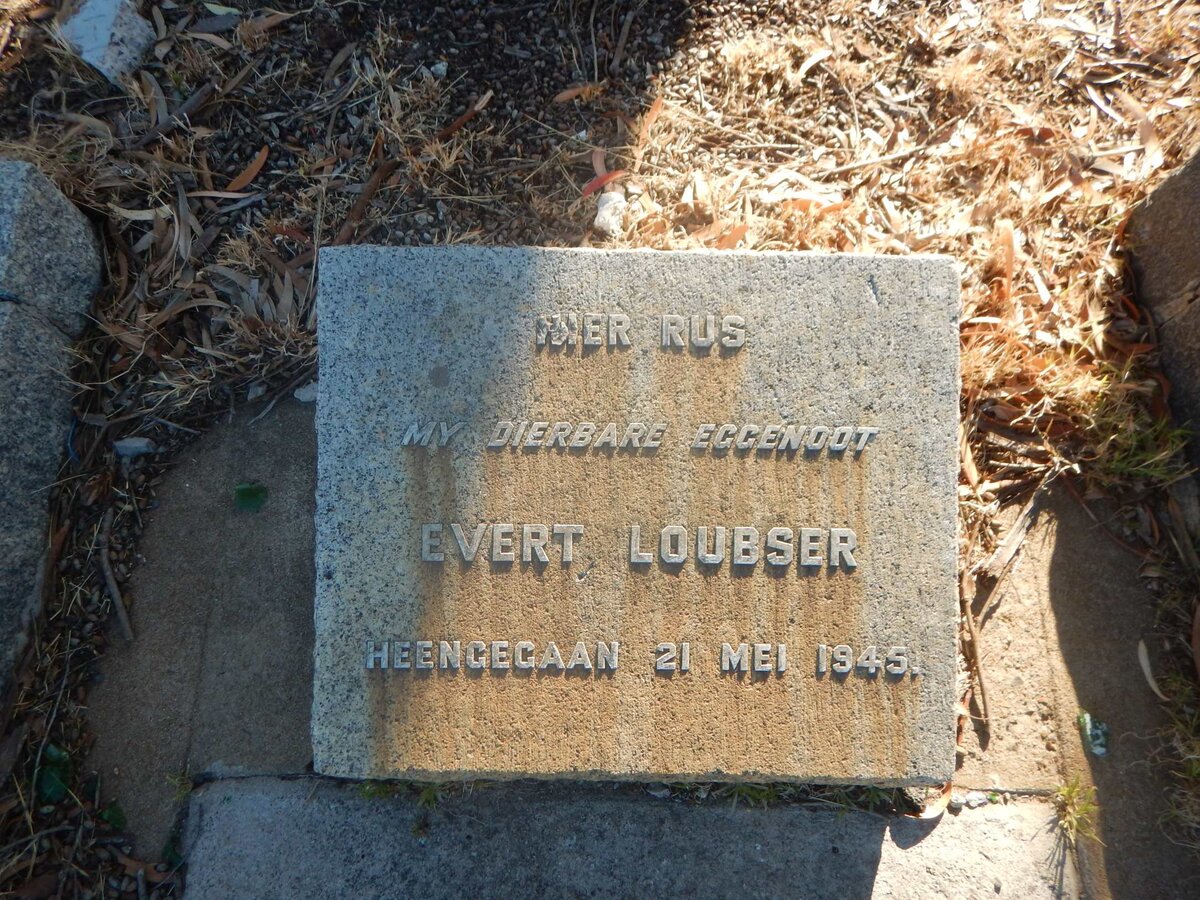 HIER RUS
MY DIERBARE EGGENOOT
EVERT LOUBSER
HEENGEGAAN 21 MEI 1945.